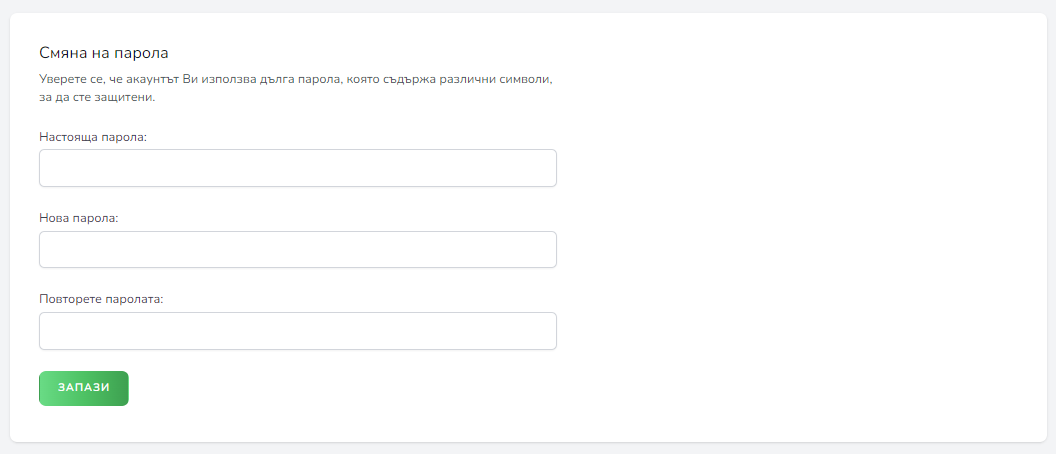 Смяна на парола
Уверете се, че акаунтът Ви използва дълга парола, която съдържа различни символи,
за да сте защитени.
Настояща парола:
Нова парола:
Повторете паролата:
ЗАПАЗИ